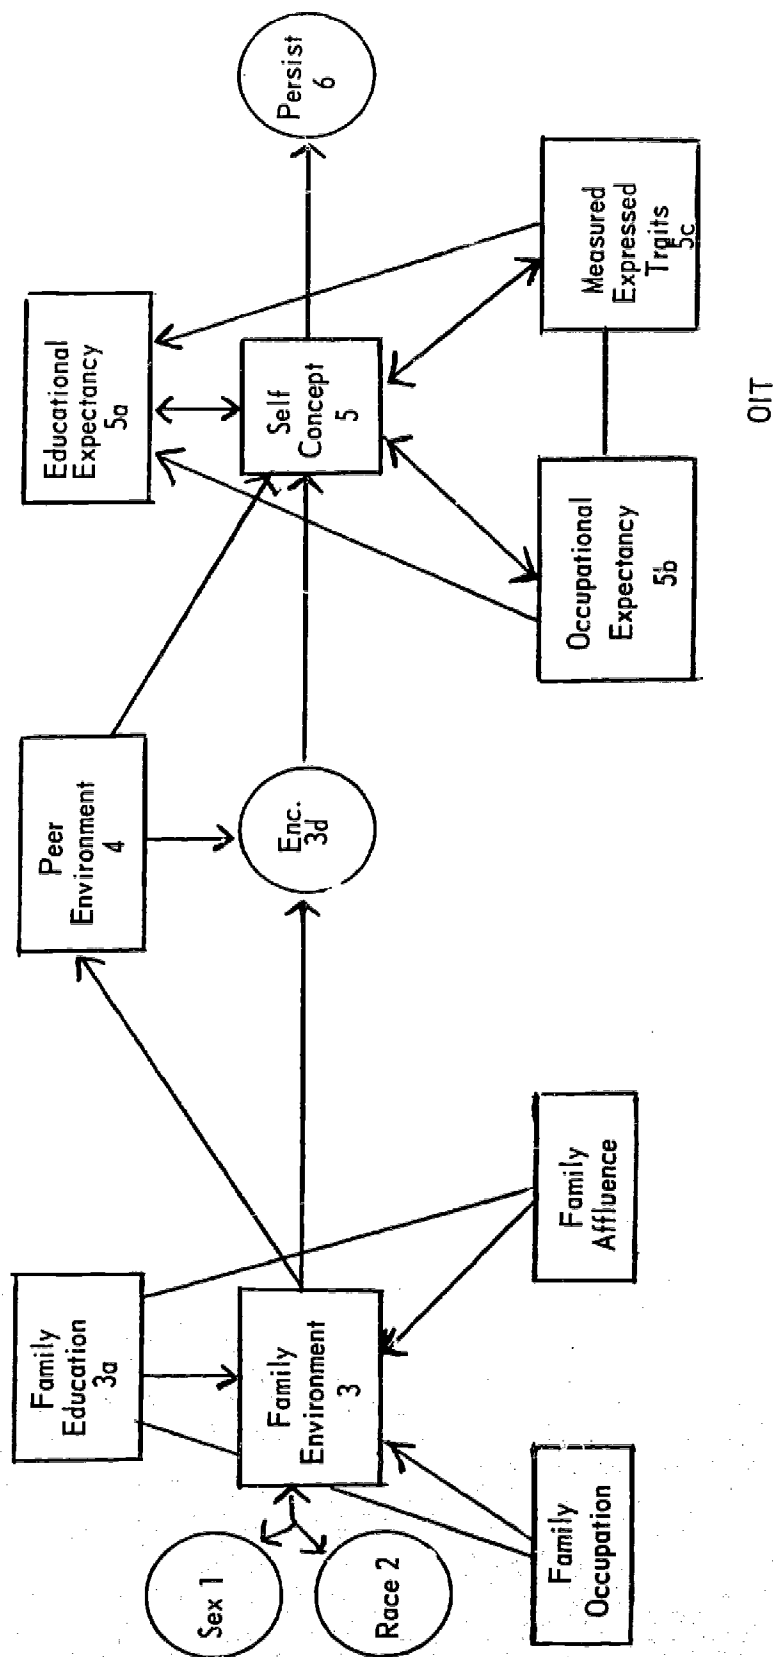 Sex 1
Race 2
Family
Education
3a
Family
Environment
3
Family
Occupation
Family
Affluence
Peer
Environment
4
Enc.
3d
Educational
Expectancy
5a
Self
Concept
5
Occupational
Expectancy
5b
Measured
Expressed
Traits
5c
Persist
6
OIT